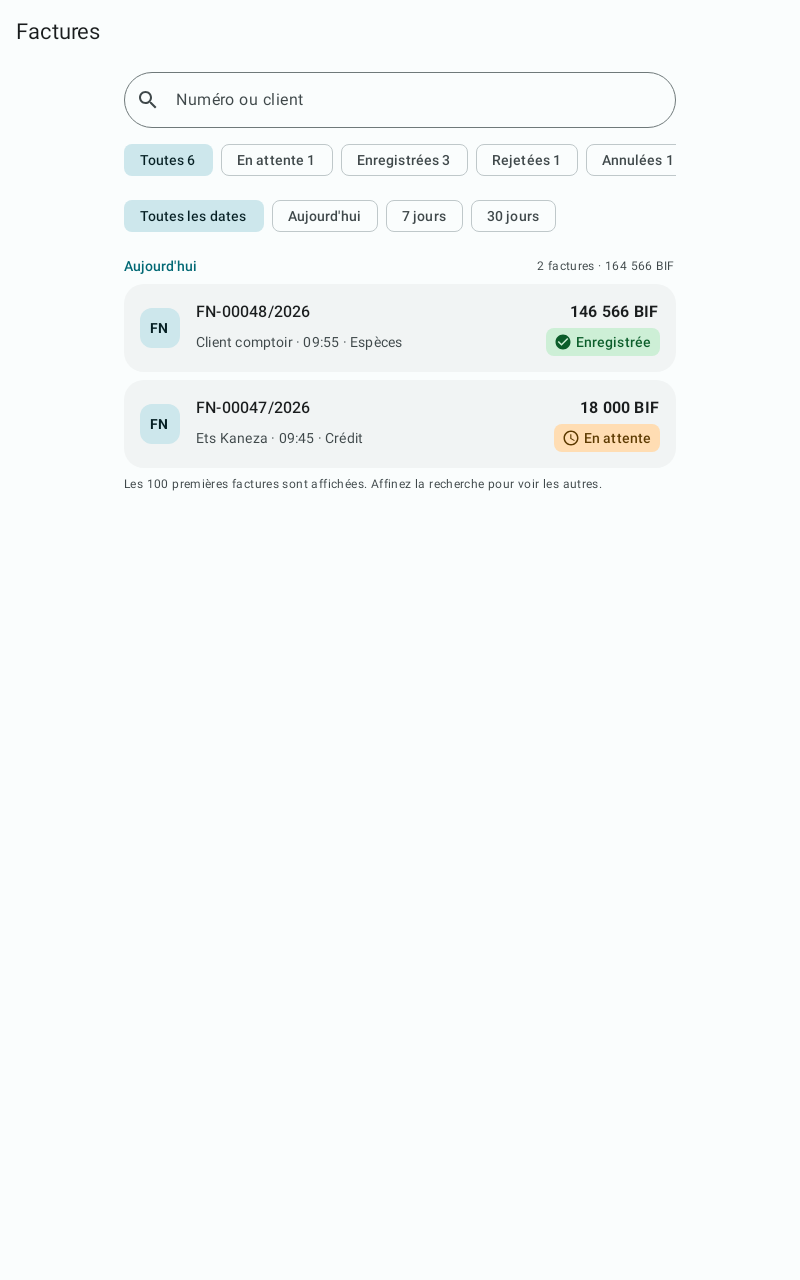 Factures
Numéro ou client
Toutes 6
En attente 1
Enregistrées 3
Rejetées 1
Annulées 1
Toutes les dates
Aujourd'hui
7 jours
30 jours
Aujourd'hui
2 factures · 164 566 BIF
FN
FN-00048/2026
146 566 BIF
Client comptoir · 09:55 · Espèces
Enregistrée
FN
FN-00047/2026
18 000 BIF
Ets Kaneza · 09:45 · Crédit
En attente
Les 100 premières factures sont affichées. Affinez la recherche pour voir les autres.